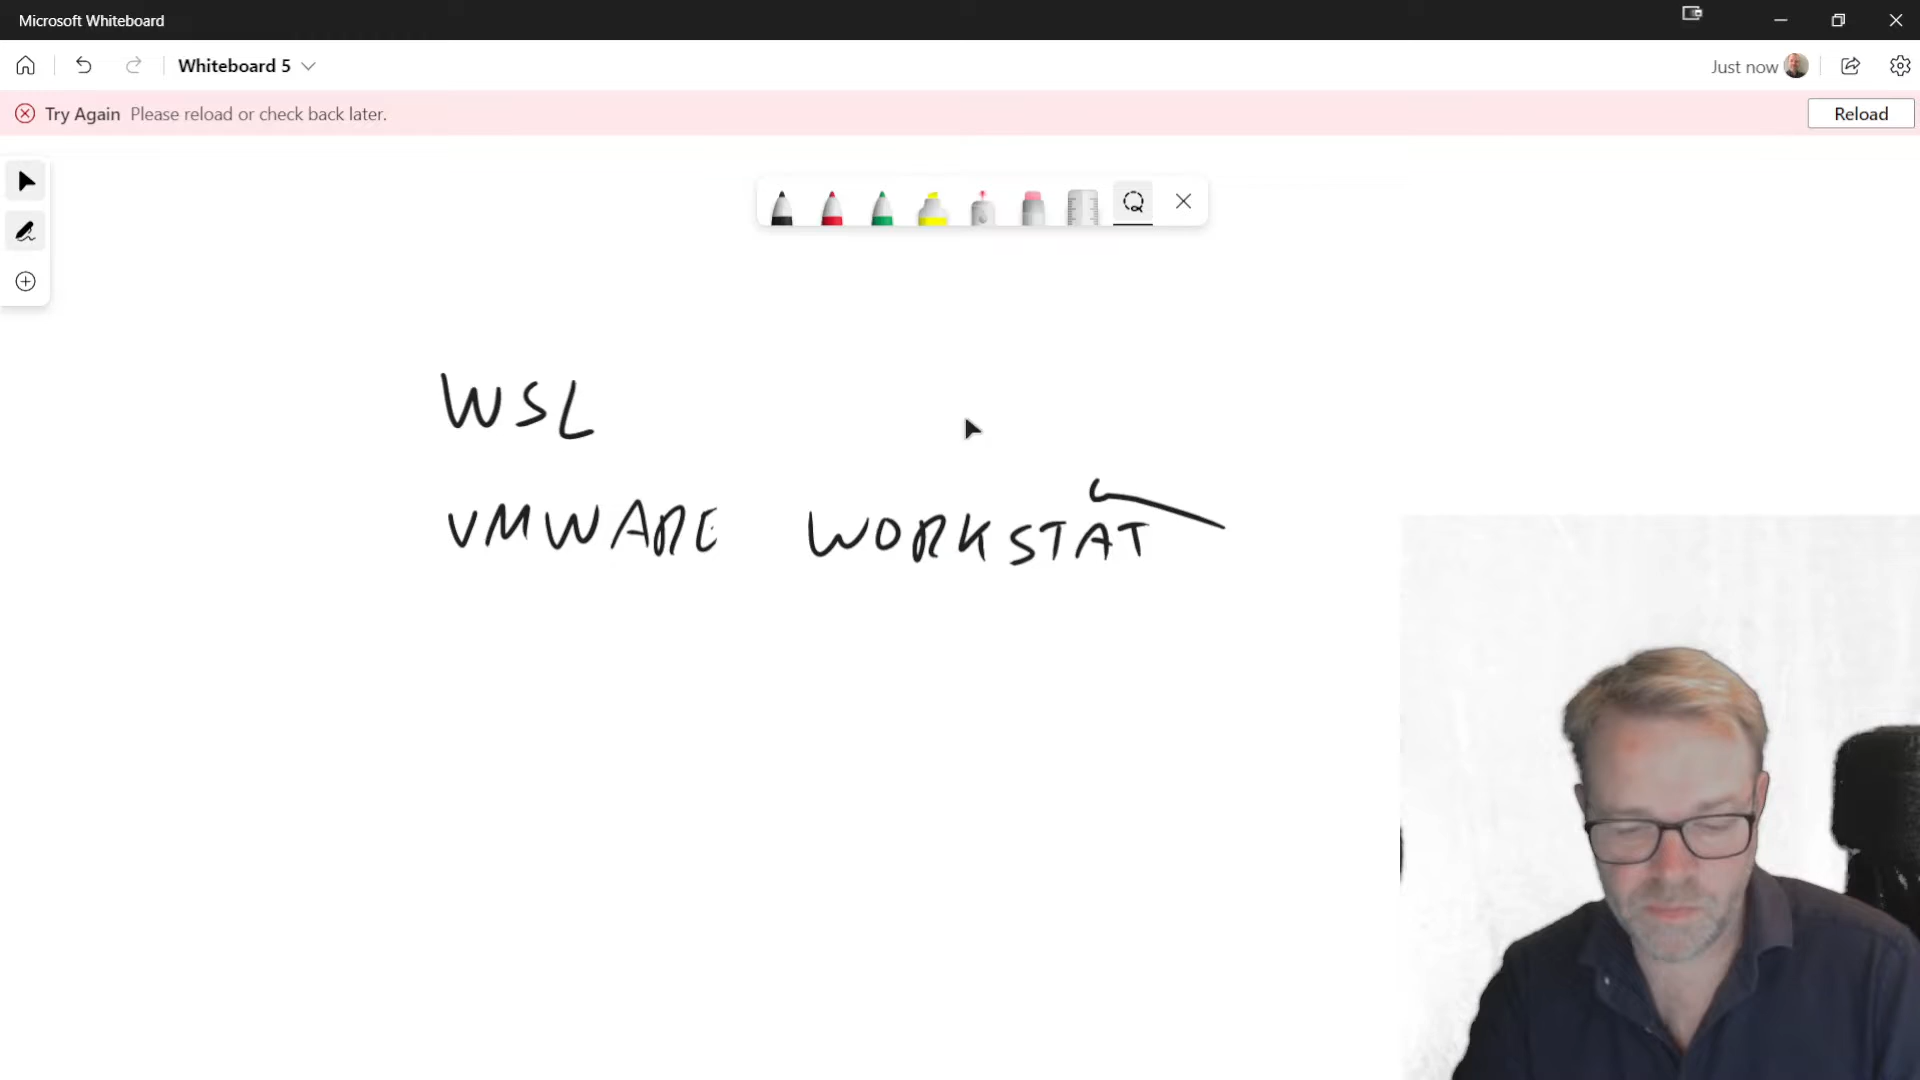 Microsoft Whiteboard
Whiteboard 5
Just now
Try Again Please reload or check back later.
Reload
WSL
VMWARE WORKSTAT